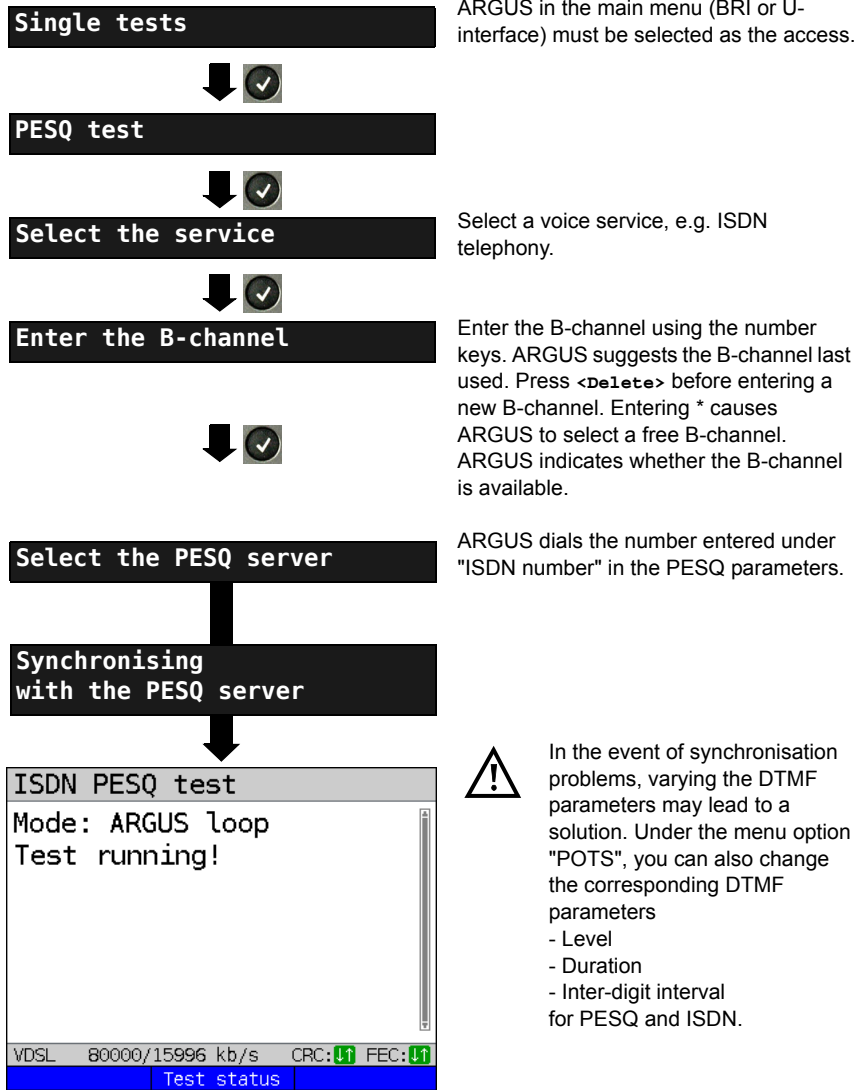 ARGUS in the main menu (BRI or U-
interface) must be selected as the access.
Single tests
PESQ test
Select the service
Select a voice service, e.g. ISDN
telephony.
Enter the B-channel
Enter the B-channel using the number
keys. ARGUS suggests the B-channel last
used. Press <Delete> before entering a
new B-channel. Entering * causes
ARGUS to select a free B-channel.
ARGUS indicates whether the B-channel
is available.
Select the PESQ server
ARGUS dials the number entered under
"ISDN number" in the PESQ parameters.
Synchronising
with the PESQ server
ISDN PESQ test
Mode: ARGUS loop
Test running!
VDSL 80000/15996 kb/s CRC:↓↑ FEC:↓↑
Test status
In the event of synchronisation
problems, varying the DTMF
parameters may lead to a
solution. Under the menu option
"POTS", you can also change
the corresponding DTMF
parameters
- Level
- Duration
- Inter-digit interval
for PESQ and ISDN.